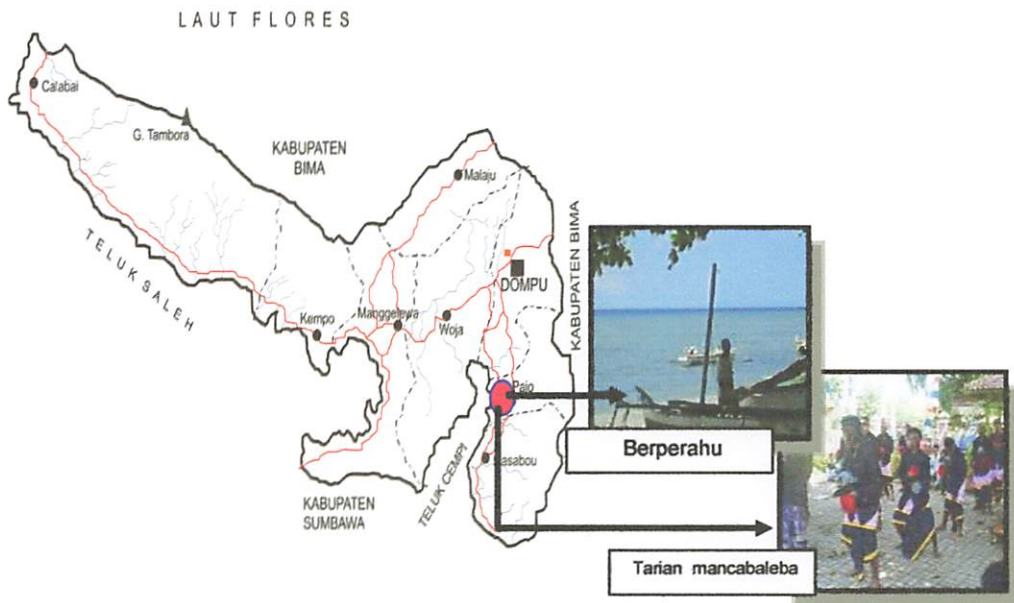 LAUT FLORES
Calabai
G. Tambora
KABUPATEN
BIMA
Malaju
TELUK SALEH
KABUPATEN BIMA
DOMPU
Kempo
Manggelewa
Woja
Pajo
Berperahu
TELUK CEMPI
KABUPATEN
SUMBAWA
Tarian mancabaleba